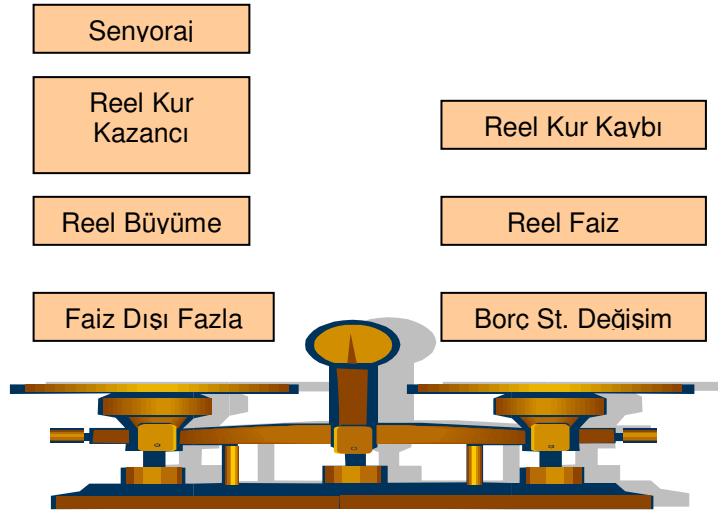 Senyoraj
Reel Kur
Kazancı
Reel Kur Kaybı
Reel Büyüme
Reel Faiz
Faiz Dışı Fazla
Borç St. Değişim